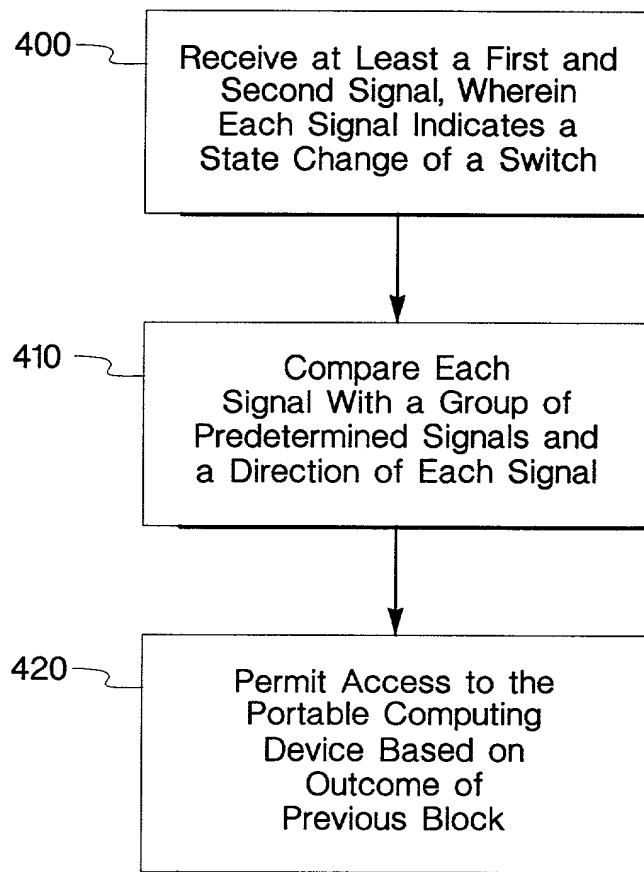 400
Receive at Least a First and
Second Signal, Wherein
Each Signal Indicates a
State Change of a Switch
410
Compare Each
Signal With a Group of
Predetermined Signals and
a Direction of Each Signal
420
Permit Access to the
Portable Computing
Device Based on
Outcome of
Previous Block